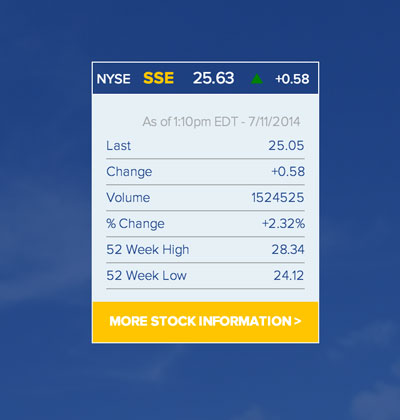 NYSE SSE 25.63 ▲ +0.58
As of 1:10pm EDT - 7/11/2014
Last 25.05
Change +0.58
Volume 1524525
% Change +2.32%
52 Week High 28.34
52 Week Low 24.12
MORE STOCK INFORMATION >